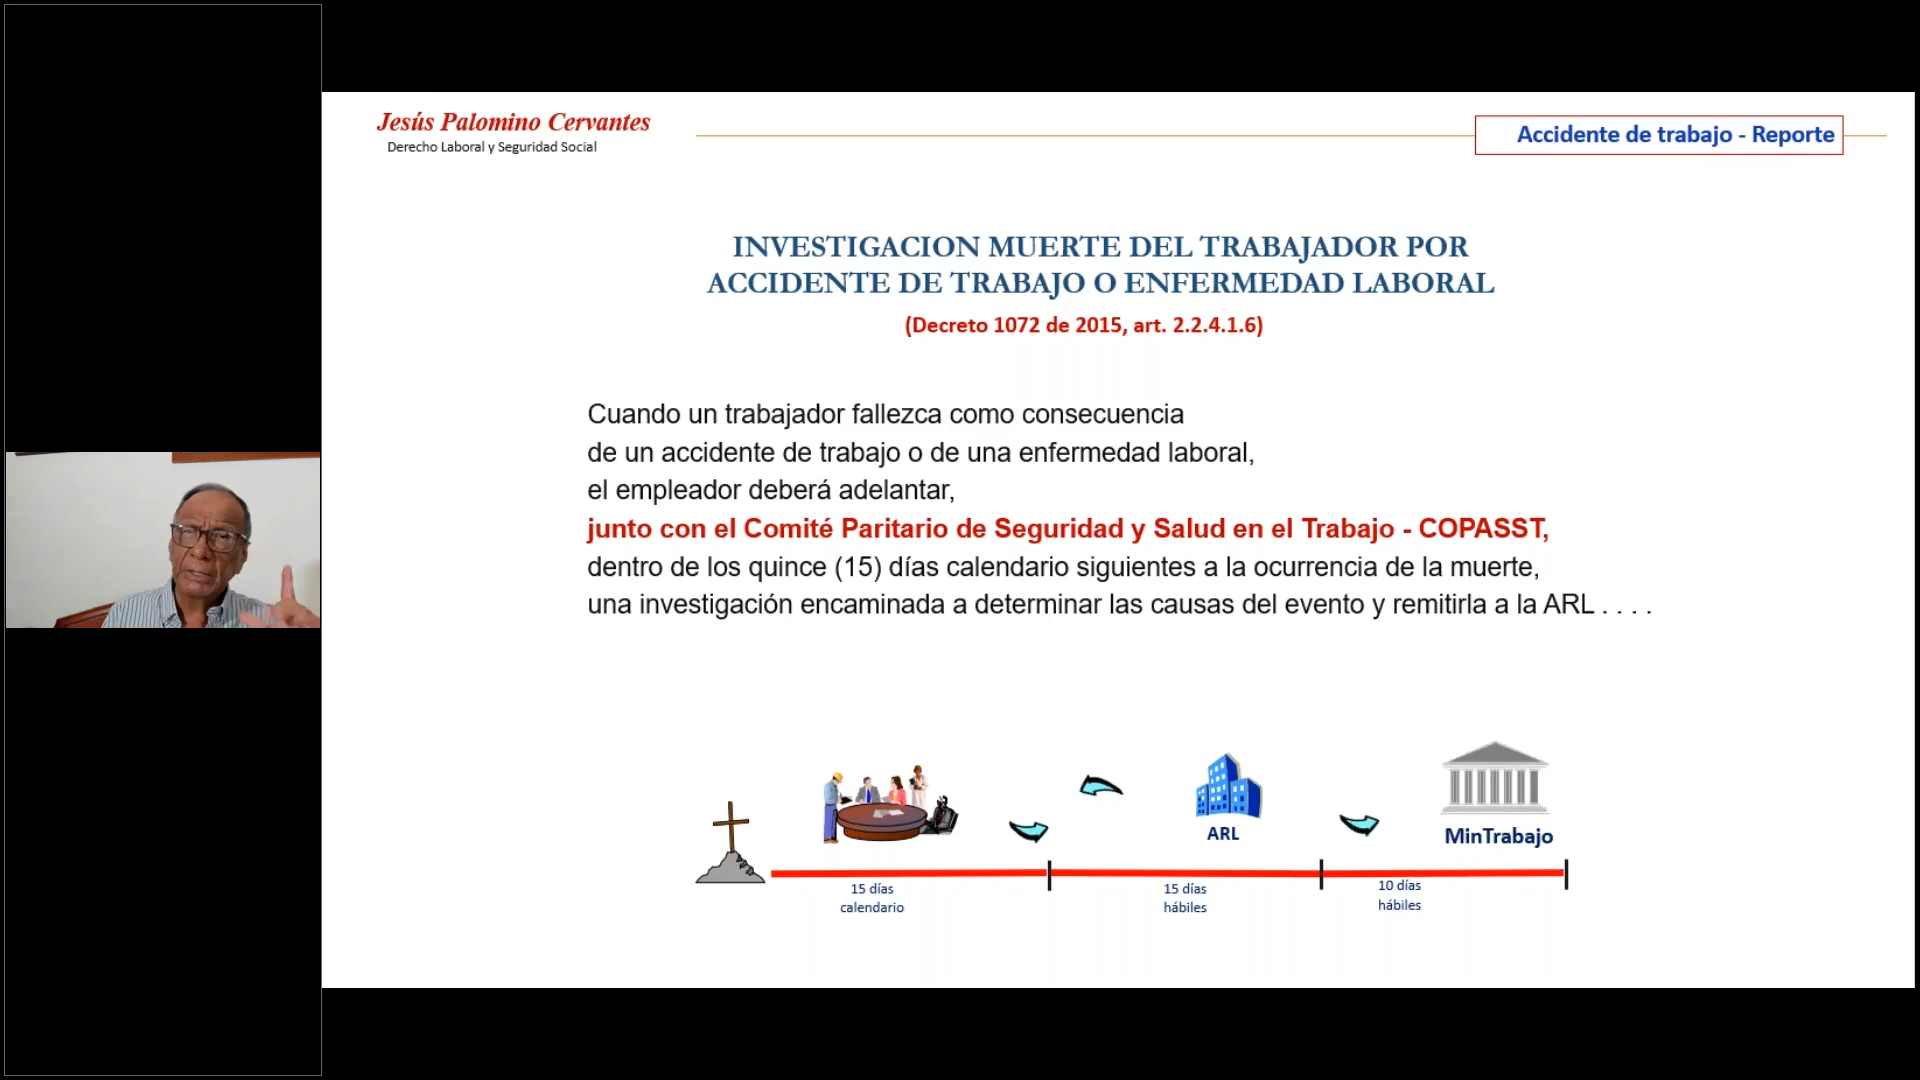 Jesús Palomino Cervantes
Derecho Laboral y Seguridad Social
Accidente de trabajo - Reporte
INVESTIGACION MUERTE DEL TRABAJADOR POR
ACCIDENTE DE TRABAJO O ENFERMEDAD LABORAL
(Decreto 1072 de 2015, art. 2.2.4.1.6)
Cuando un trabajador fallezca como consecuencia
de un accidente de trabajo o de una enfermedad laboral,
el empleador deberá adelantar,
junto con el Comité Paritario de Seguridad y Salud en el Trabajo - COPASST,
dentro de los quince (15) días calendario siguientes a la ocurrencia de la muerte,
una investigación encaminada a determinar las causas del evento y remitirla a la ARL . . . .
ARL
MinTrabajo
15 días
calendario
15 días
hábiles
10 días
hábiles